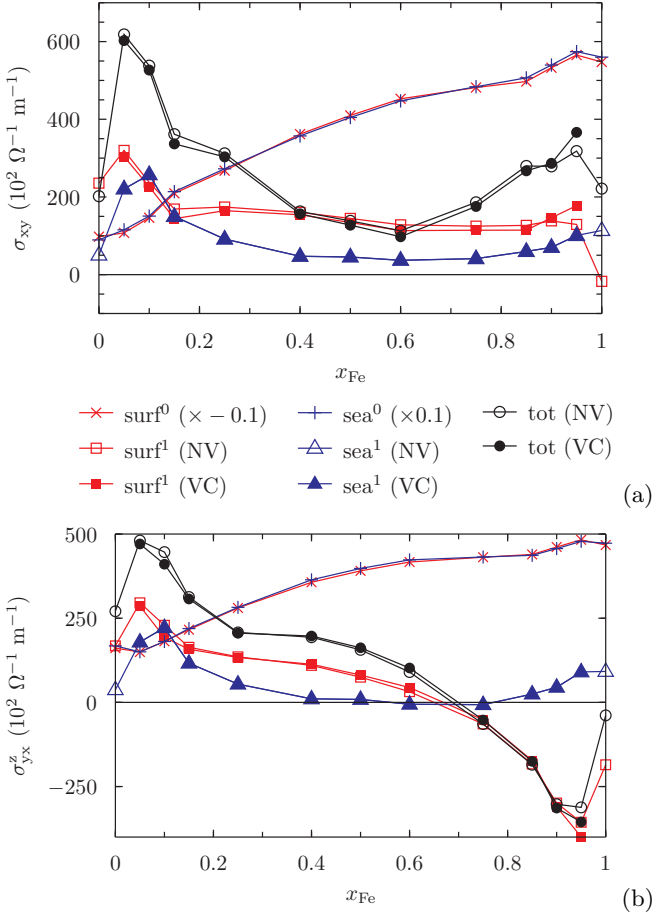 600
400
200
0
σxy (10² Ω⁻¹ m⁻¹)
0 0.2 0.4 0.6 0.8 1
xFe
surf⁰ (× − 0.1) sea⁰ (×0.1) tot (NV)
surf¹ (NV) sea¹ (NV) tot (VC)
surf¹ (VC) sea¹ (VC)
(a)
500
250
0
−250
σᶻyx (10² Ω⁻¹ m⁻¹)
0 0.2 0.4 0.6 0.8 1
xFe
(b)